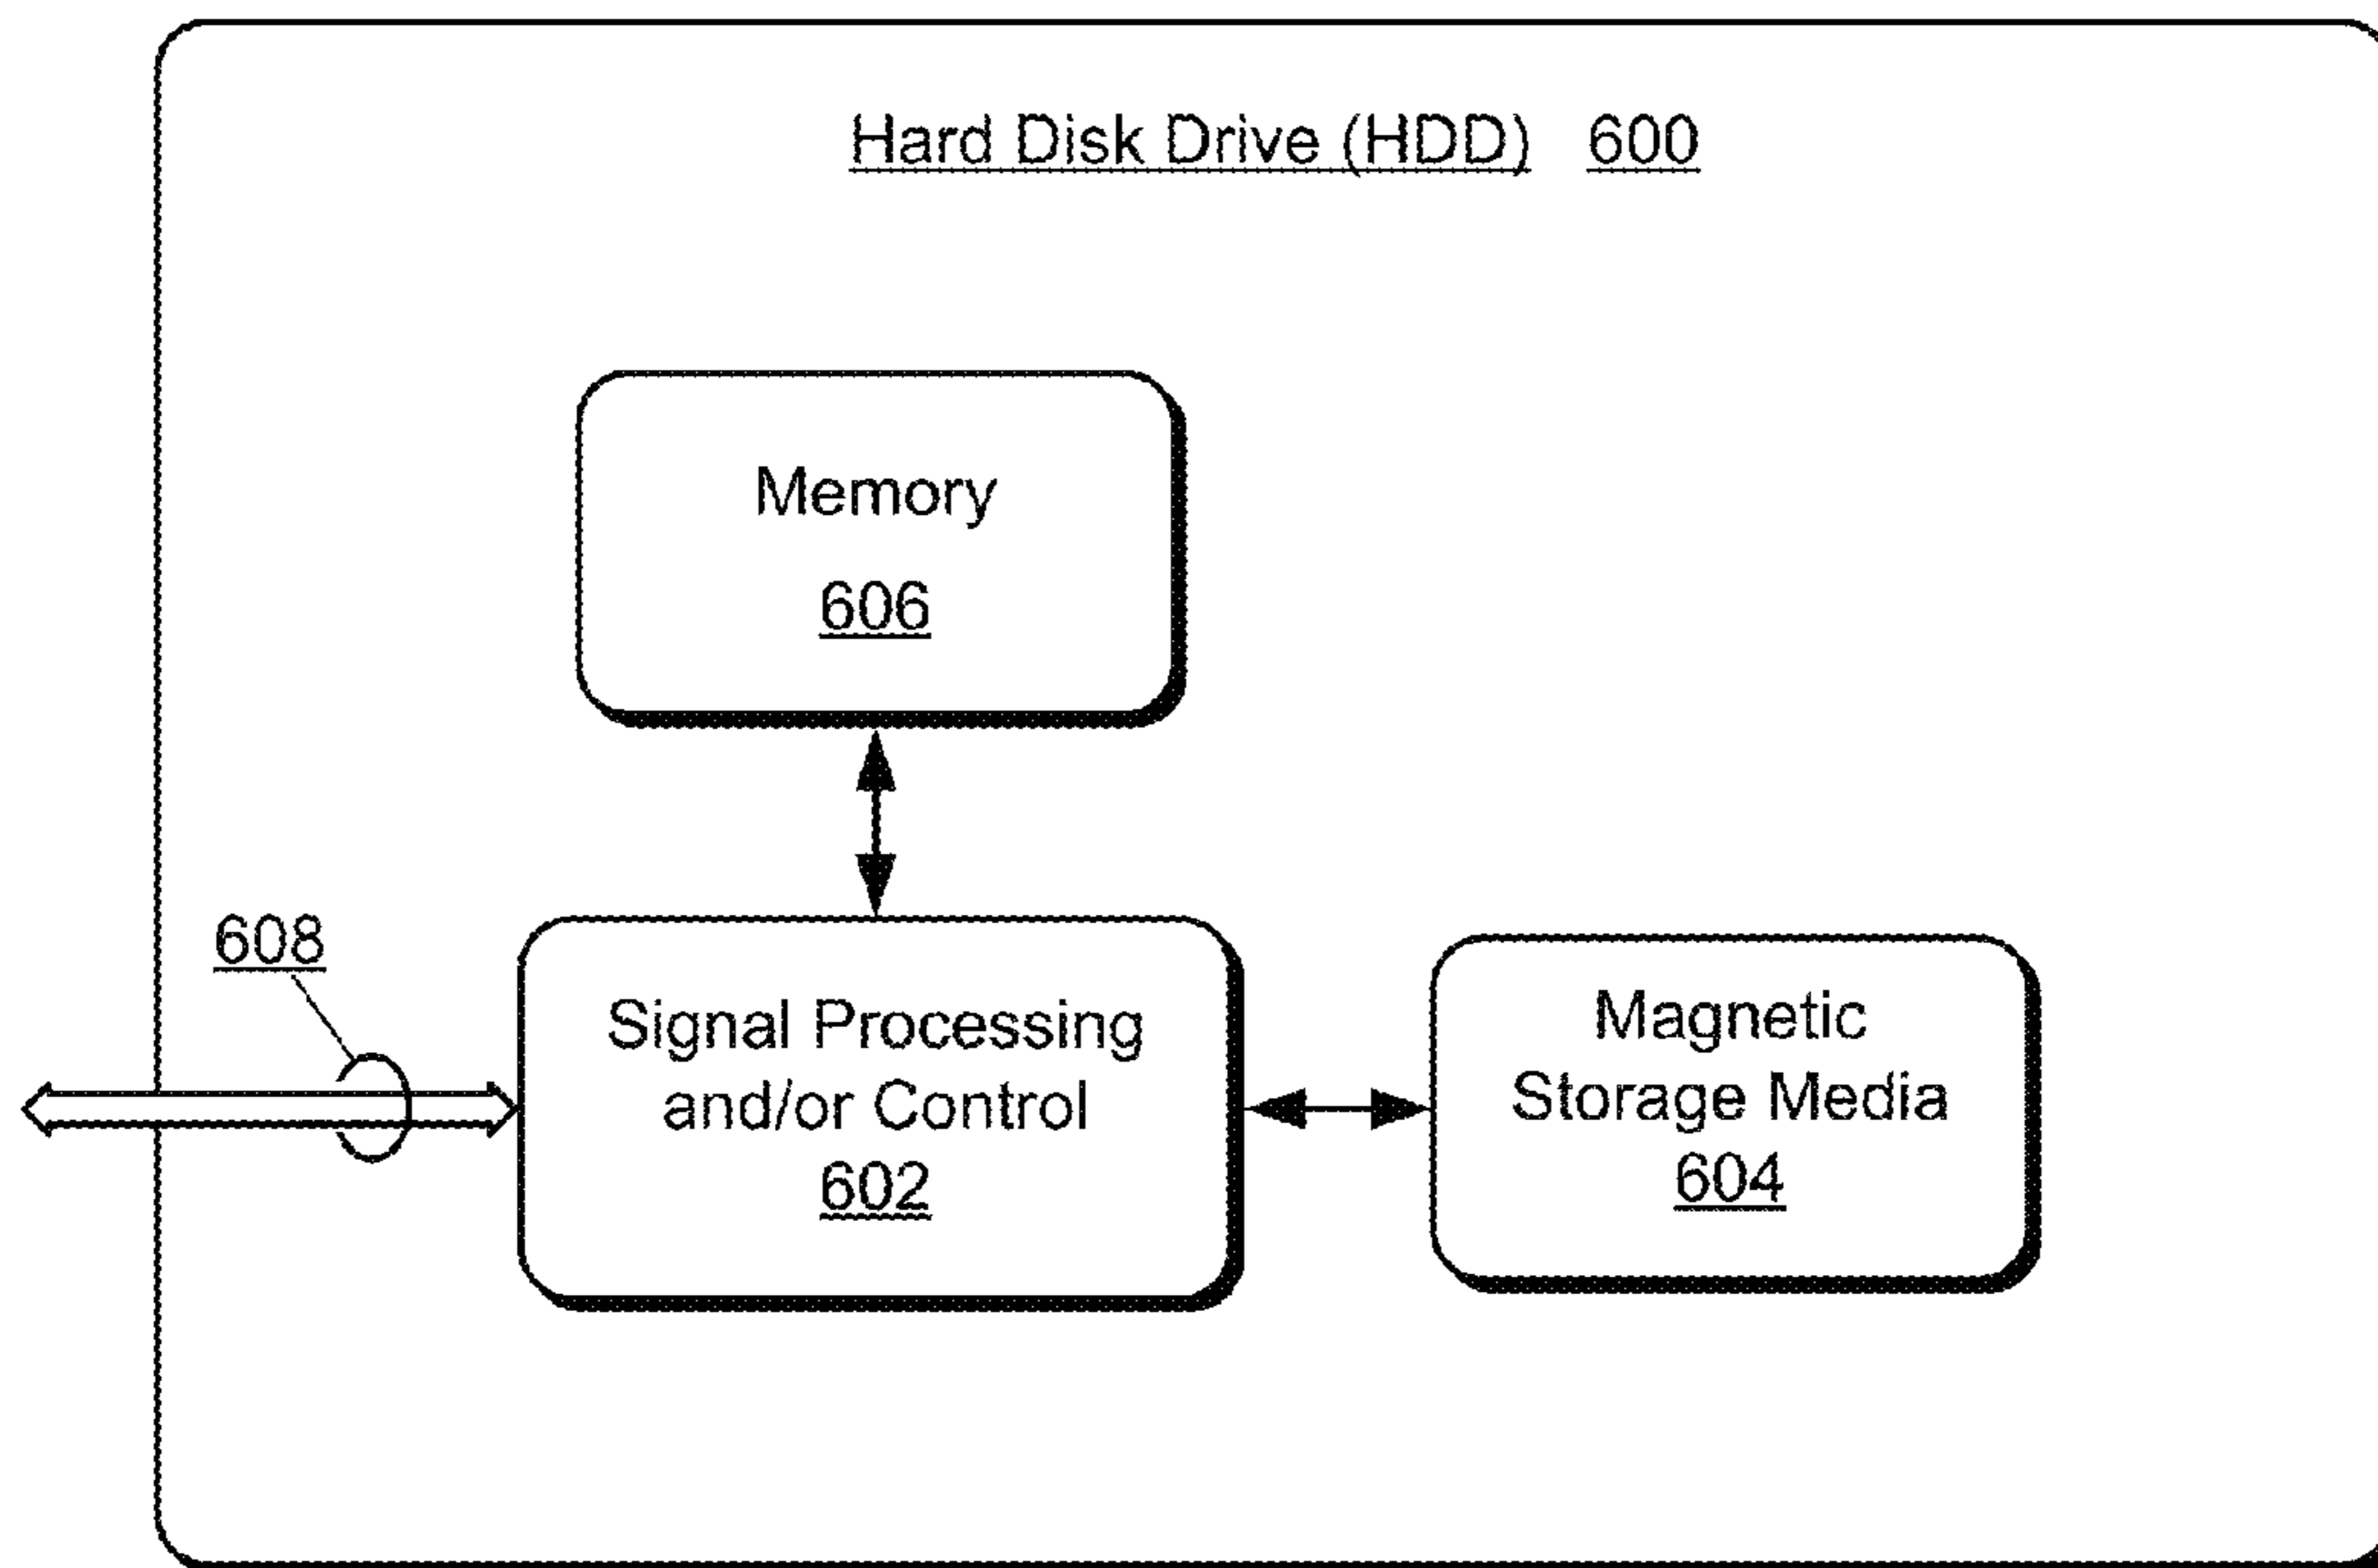 Hard Disk Drive (HDD) 600
Memory
606
608
Signal Processing
and/or Control
602
Magnetic
Storage Media
604